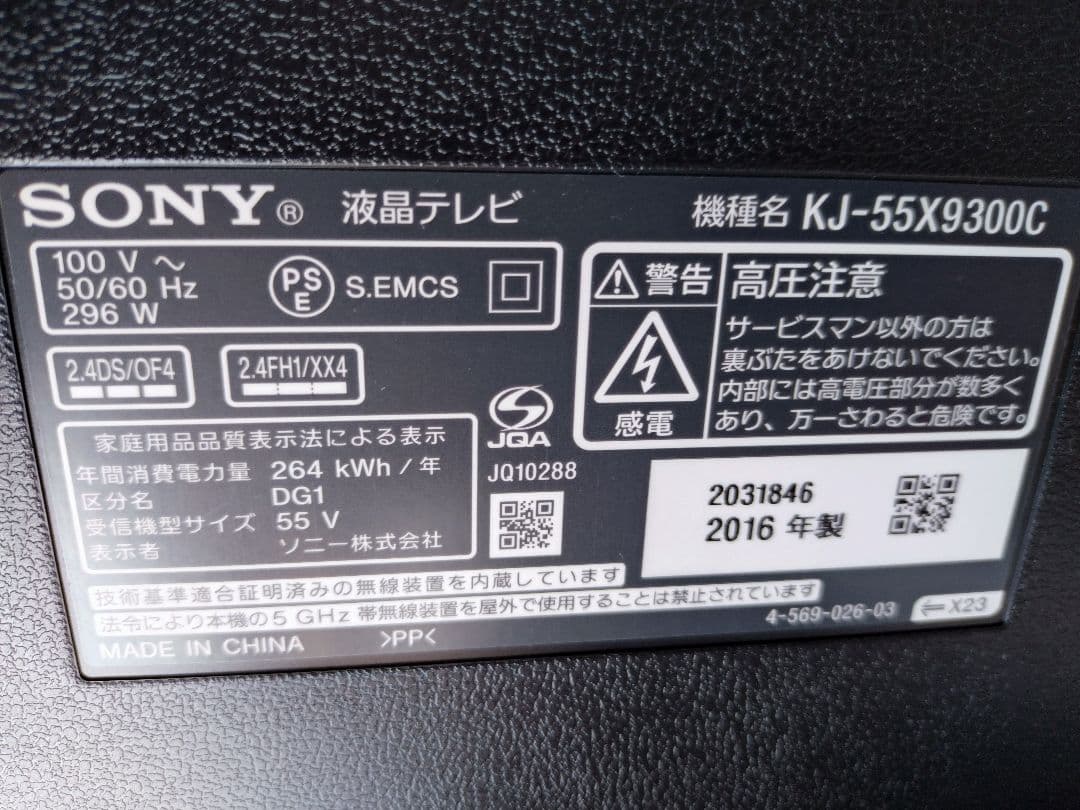 SONY® 液晶テレビ 機種名 KJ-55X9300C
100 V ～
50/60 Hz
296 W
PS
E
S.EMCS
2.4DS/OF4
2.4FH1/XX4
警告 高圧注意
感電
サービスマン以外の方は
裏ぶたをあけないでください。
内部には高電圧部分が数多く
あり、万一さわると危険です。
家庭用品品質表示法による表示
年間消費電力量 264 kWh / 年
区分名 DG1
受信機型サイズ 55 V
表示者 ソニー株式会社
JQA
JQ10288
2031846
2016 年製
技術基準適合証明済みの無線装置を内蔵しています
法令により本機の5 GHz 帯無線装置を屋外で使用することは禁止されています
4-569-026-03
⇐X23
MADE IN CHINA >PP<